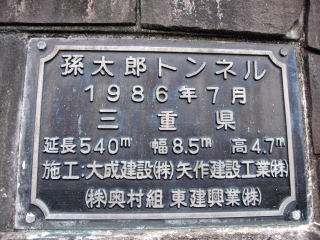 孫太郎トンネル
1986年7月
三重県
延長540m 幅8.5m 高4.7m
施工:大成建設㈱矢作建設工業㈱
㈱奥村組 東建興業㈱